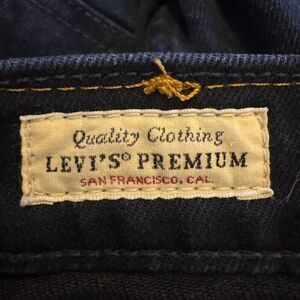 Quality Clothing
LEVI'S® PREMIUM
SAN FRANCISCO, CAL.